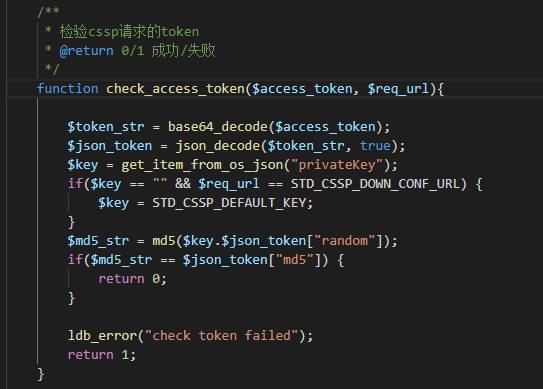 /**
 * 检验cssp请求的token
 * @return 0/1 成功/失败
 */
function check_access_token($access_token, $req_url){
$token_str = base64_decode($access_token);
$json_token = json_decode($token_str, true);
$key = get_item_from_os_json("privateKey");
if($key == "" && $req_url == STD_CSSP_DOWN_CONF_URL) {
$key = STD_CSSP_DEFAULT_KEY;
}
$md5_str = md5($key.$json_token["random"]);
if($md5_str == $json_token["md5"]) {
return 0;
}
ldb_error("check token failed");
return 1;
}